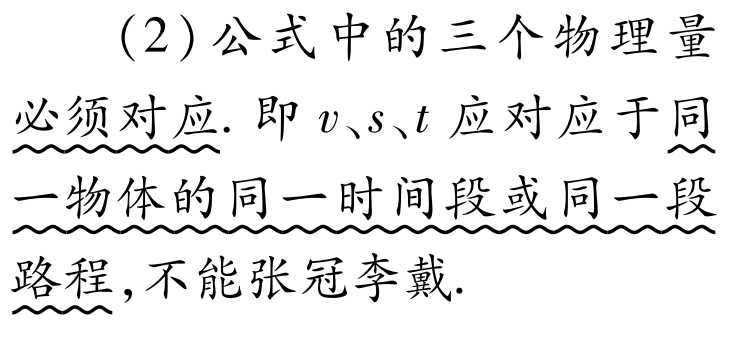 (2)公式中的三个物理量
必须对应. 即 v、s、t 应对应于同
一物体的同一时间段或同一段
路程,不能张冠李戴.